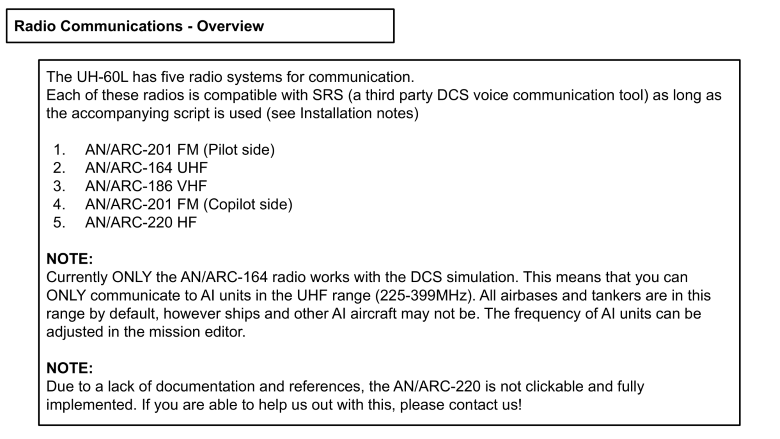 Radio Communications - Overview
The UH-60L has five radio systems for communication.
Each of these radios is compatible with SRS (a third party DCS voice communication tool) as long as
the accompanying script is used (see Installation notes)
1. AN/ARC-201 FM (Pilot side)
2. AN/ARC-164 UHF
3. AN/ARC-186 VHF
4. AN/ARC-201 FM (Copilot side)
5. AN/ARC-220 HF
NOTE:
Currently ONLY the AN/ARC-164 radio works with the DCS simulation. This means that you can
ONLY communicate to AI units in the UHF range (225-399MHz). All airbases and tankers are in this
range by default, however ships and other AI aircraft may not be. The frequency of AI units can be
adjusted in the mission editor.
NOTE:
Due to a lack of documentation and references, the AN/ARC-220 is not clickable and fully
implemented. If you are able to help us out with this, please contact us!